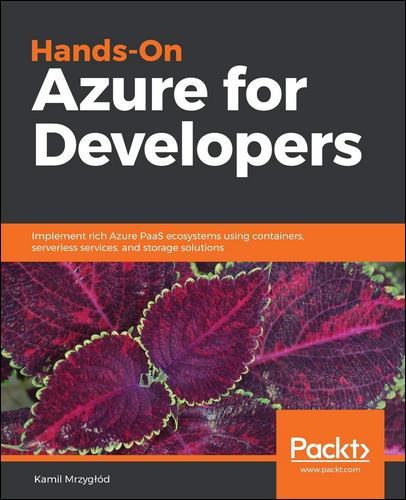 Hands-On
Azure for
Developers
Implement rich Azure PaaS ecosystems using containers,
serverless services, and storage solutions
Packt>
www.packt.com
Kamil Mrzygłód